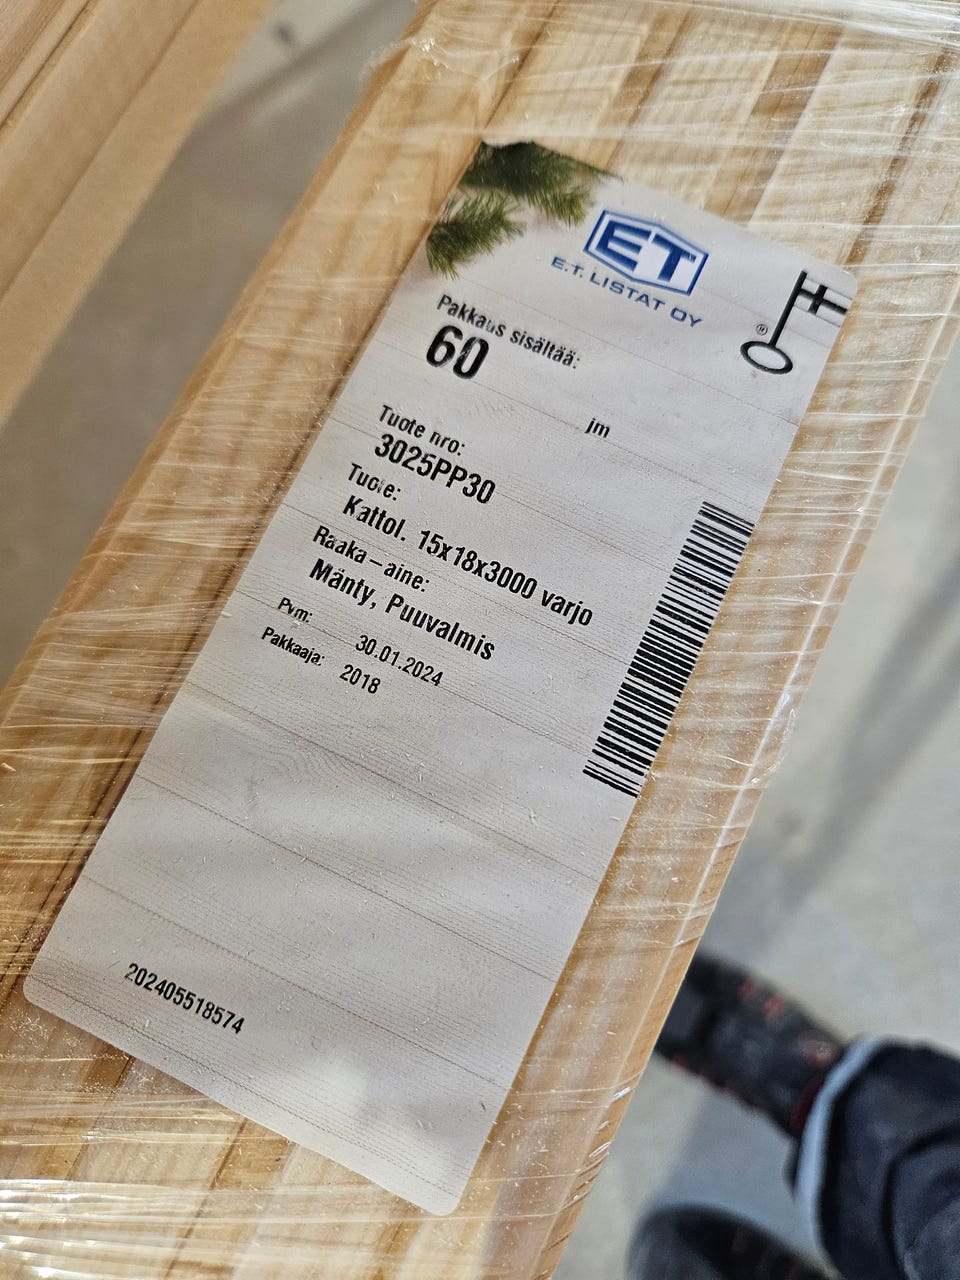 ET
E.T. LISTAT OY
®
Pakkaus sisältää:
60
jm
Tuote nro:
3025PP30
Tuote:
Kattol. 15x18x3000 varjo
Raaka-aine:
Mänty, Puuvalmis
Pvm: 30.01.2024
Pakkaaja: 2018
202405518574